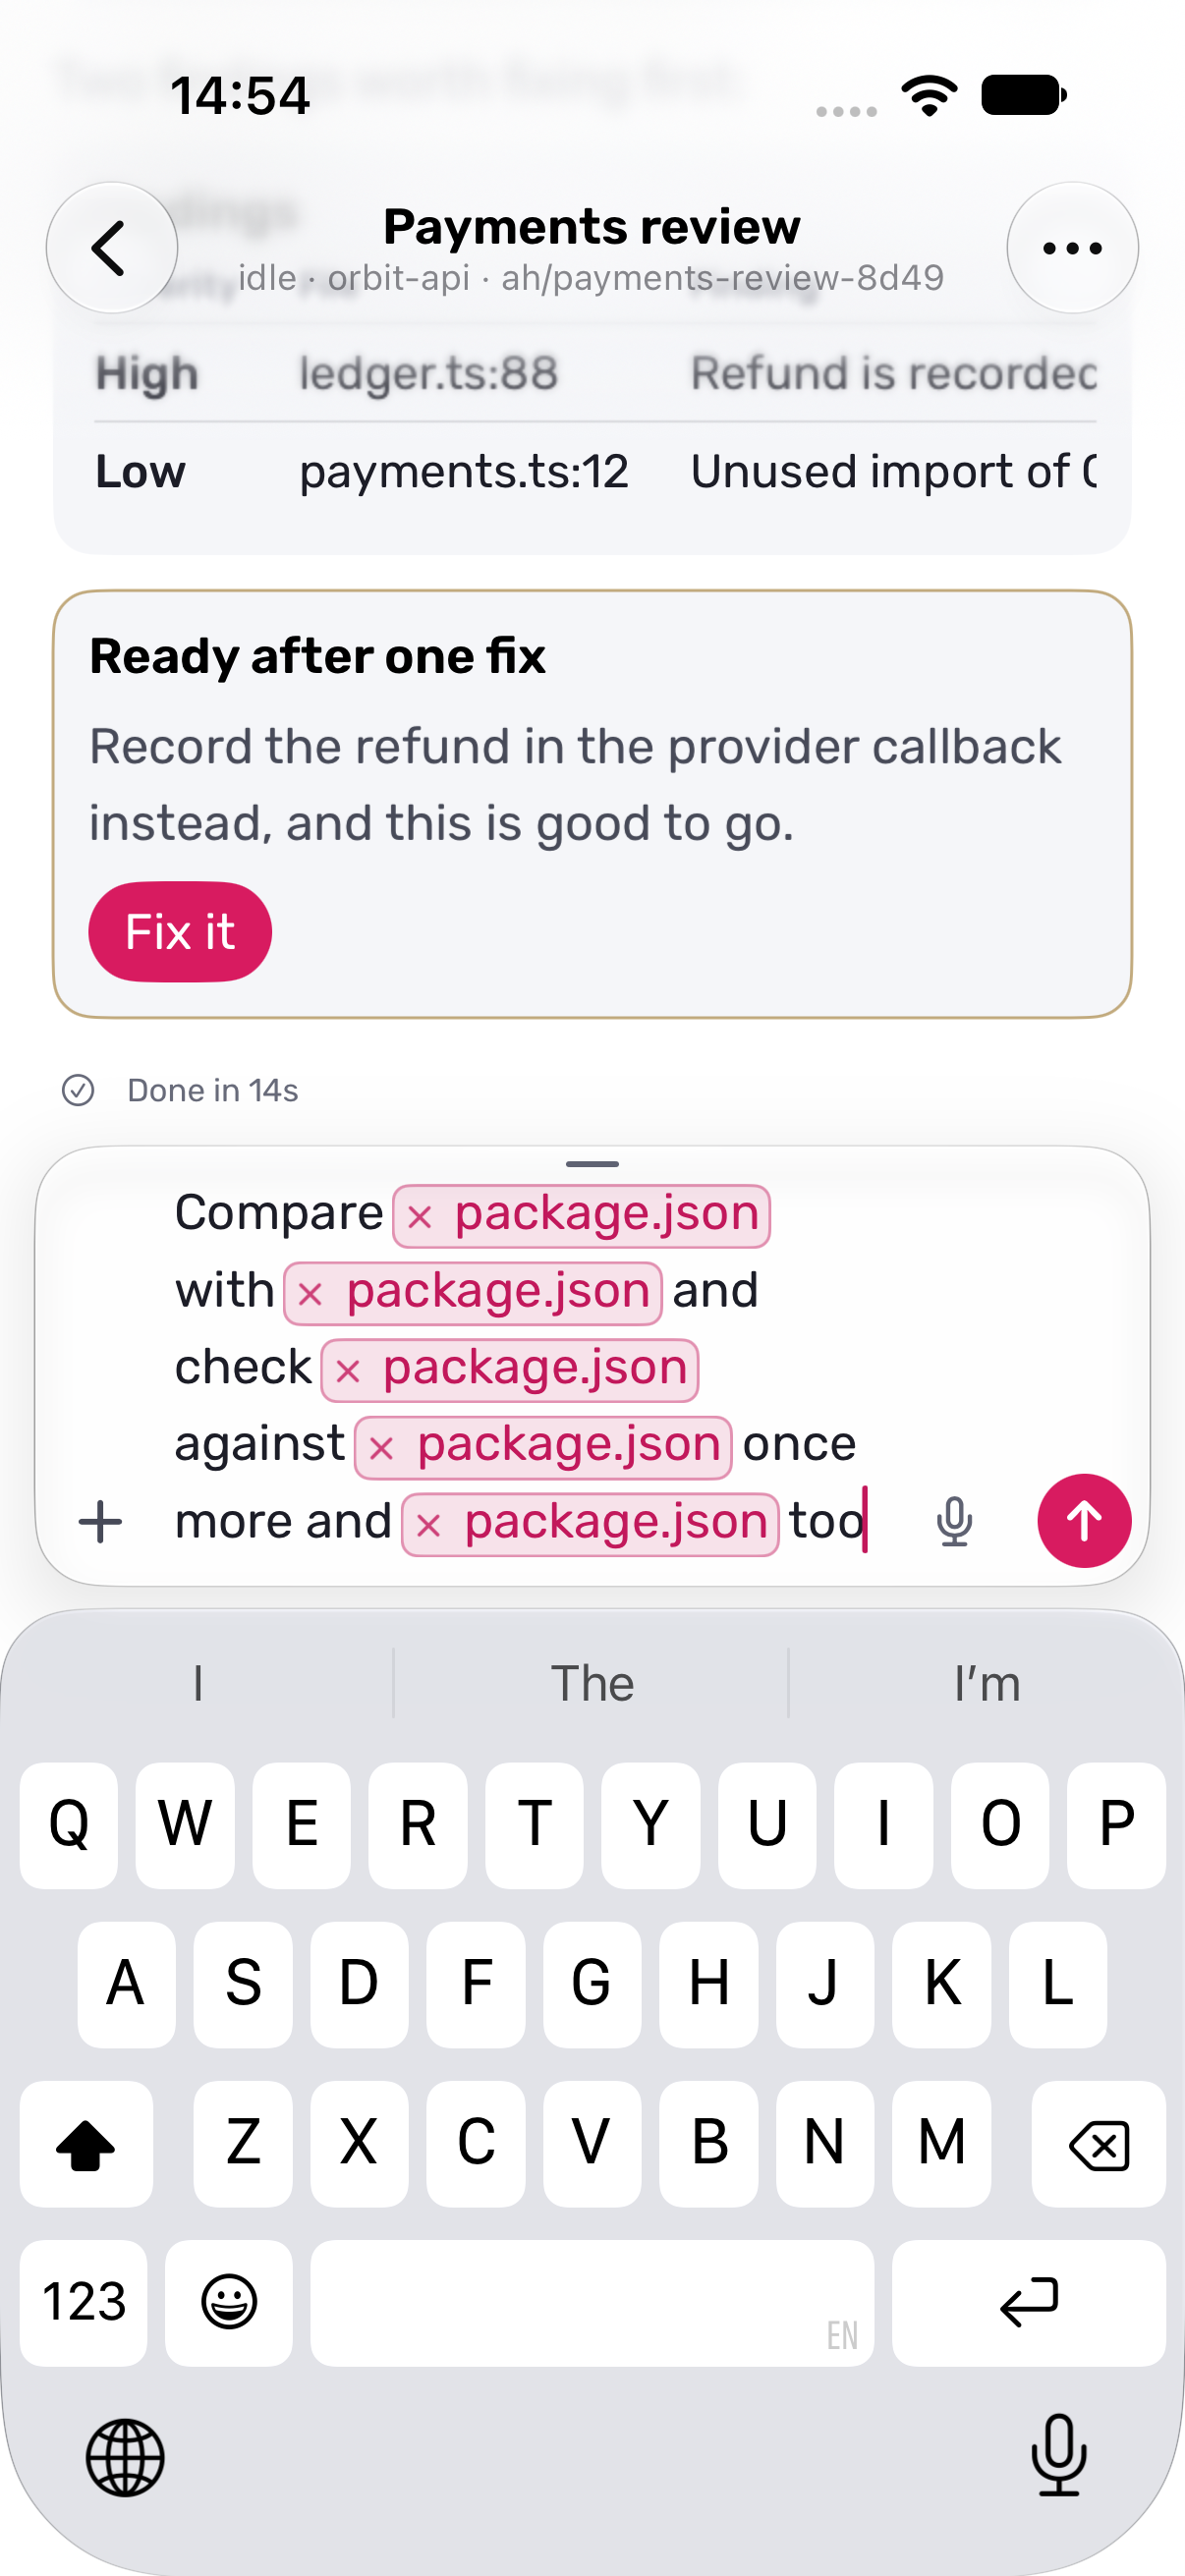 14:54
Payments review
idle · orbit-api · ah/payments-review-8d49
High ledger.ts:88 Refund is recorded
Low payments.ts:12 Unused import of
Ready after one fix
Record the refund in the provider callback
instead, and this is good to go.
Fix it
Done in 14s
Compare × package.json
with × package.json and
check × package.json
against × package.json once
more and × package.json too
I The I’m
Q W E R T Y U I O P
A S D F G H J K L
Z X C V B N M
123
EN